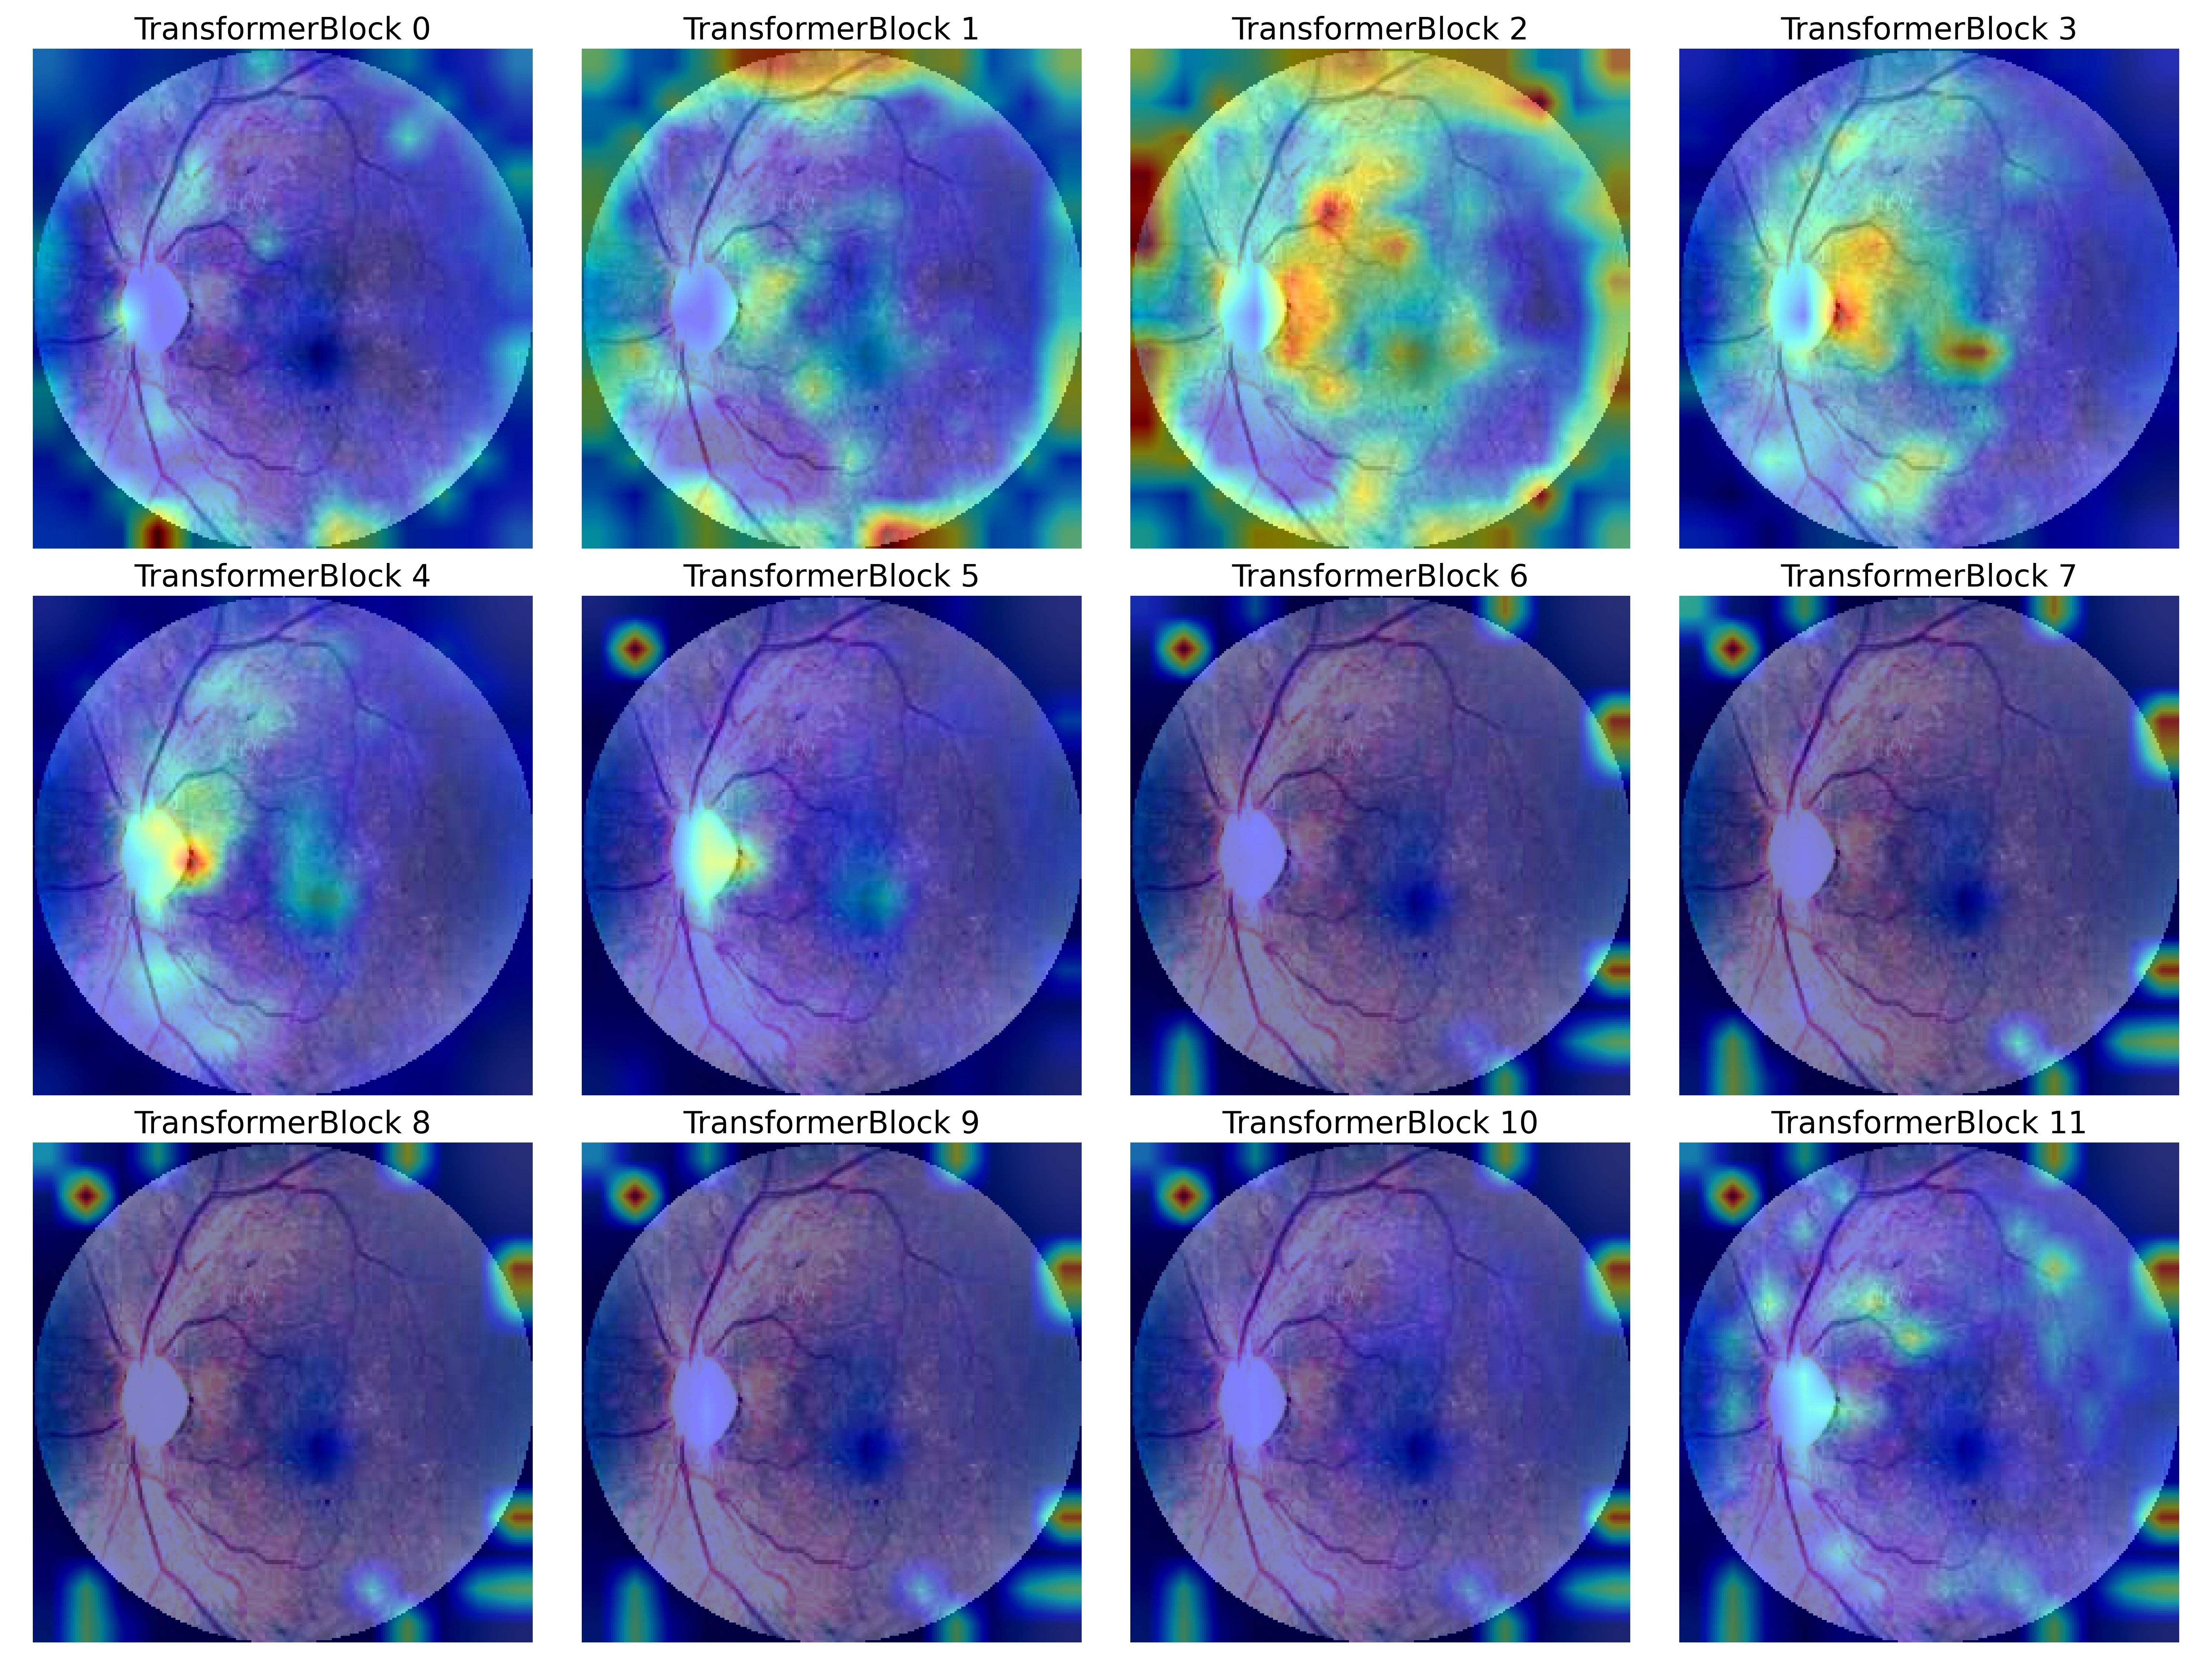 TransformerBlock 0
TransformerBlock 1
TransformerBlock 2
TransformerBlock 3
TransformerBlock 4
TransformerBlock 5
TransformerBlock 6
TransformerBlock 7
TransformerBlock 8
TransformerBlock 9
TransformerBlock 10
TransformerBlock 11